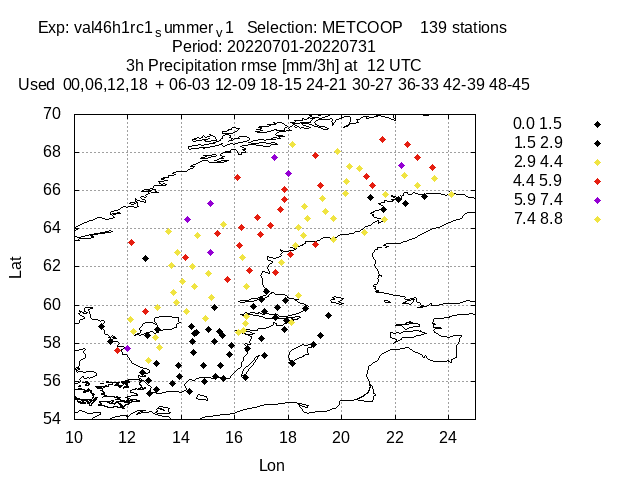 Exp: val46h1rc1summerv1 Selection: METCOOP 139 stations
Period: 20220701-20220731
3h Precipitation rmse [mm/3h] at 12 UTC
Used 00,06,12,18 + 06-03 12-09 18-15 24-21 30-27 36-33 42-39 48-45
70
68
66
64
62
60
58
56
54
10 12 14 16 18 20 22 24
Lat
Lon
0.0 1.5
1.5 2.9
2.9 4.4
4.4 5.9
5.9 7.4
7.4 8.8